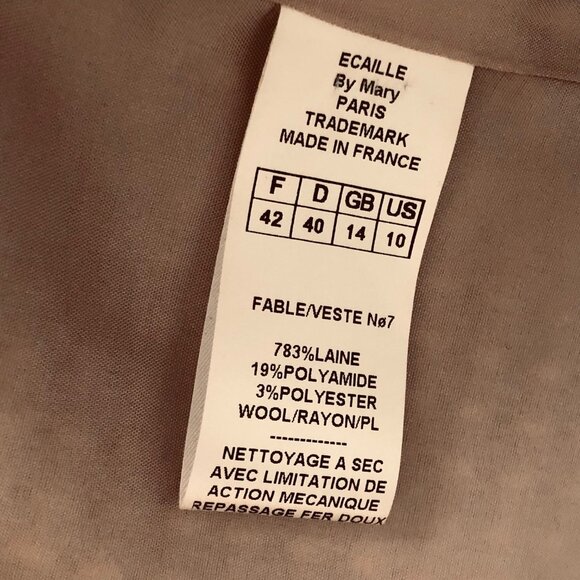 ECAILLE
By Mary
PARIS
TRADEMARK
MADE IN FRANCE
F D GB US
42 40 14 10
FABLE/VESTE Nø7
783%LAINE
19%POLYAMIDE
3%POLYESTER
WOOL/RAYON/PL
-------------
NETTOYAGE A SEC
AVEC LIMITATION DE
ACTION MECANIQUE
REPASSAGE FER DOUX